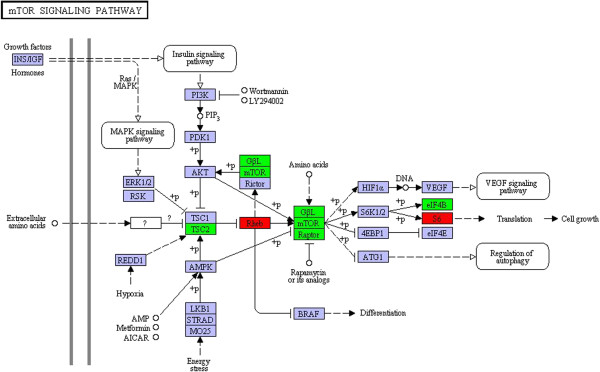 mTOR SIGNALING PATHWAY
Growth factors
INS/IGF
Hormones
Insulin signaling
pathway
Ras /
MAPK
PI3K
Wortmannin
LY294002
PIP3
MAPK signaling
pathway
PDK1
+p
AKT
+p
GβL
mTOR
Rictor
Amino acids
ERK1/2
RSK
+p
+p
+p
HIF1α
DNA
VEGF
VEGF signaling
pathway
Extracellular
amino acids
?
?
TSC1
TSC2
Rheb
GβL
mTOR
Raptor
+p
S6K1/2
+p
+p
eIF4B
S6
Translation
Cell growth
+p
4EBP1
eIF4E
REDD1
+p
AMPK
+p
ATG1
Regulation of
autophagy
Hypoxia
+p
Rapamycin
or its analogs
AMP
Metformin
AICAR
LKB1
STRAD
MO25
BRAF
Differentiation
Energy
stress